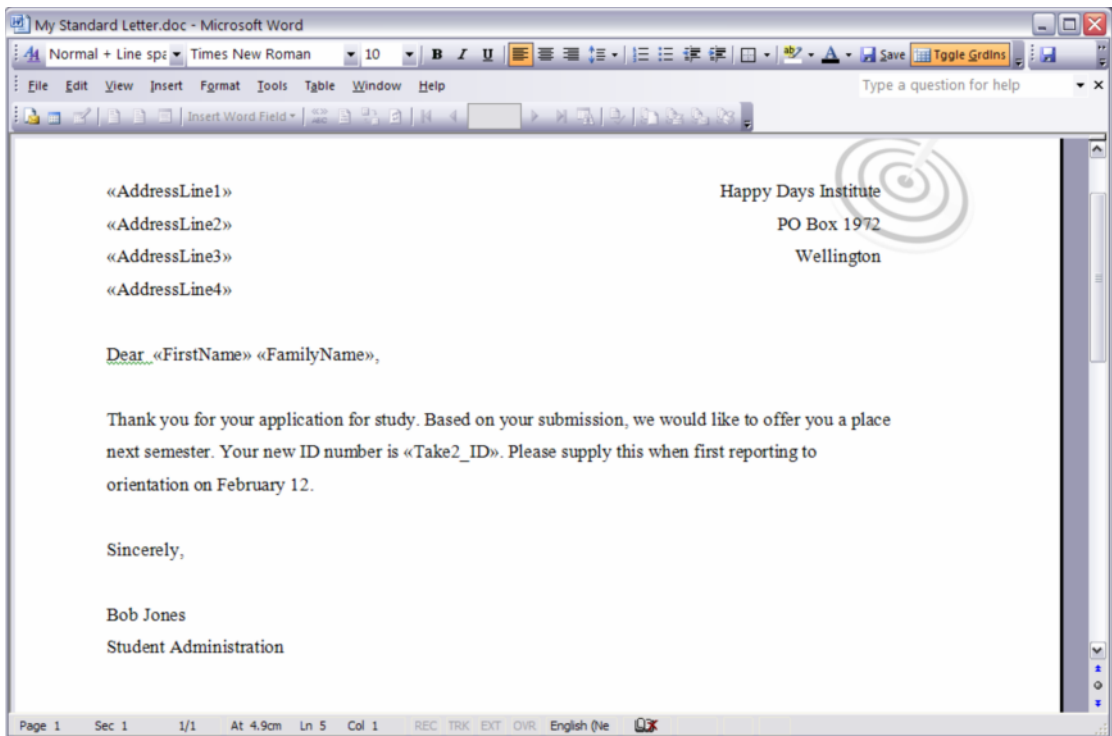 My Standard Letter.doc - Microsoft Word
Normal + Line spa Times New Roman 10 B I U Save Tggle Grdlns
File Edit View Insert Format Tools Table Window Help Type a question for help
Insert Word Field
«AddressLine1» Happy Days Institute
«AddressLine2» PO Box 1972
«AddressLine3» Wellington
«AddressLine4»
Dear «FirstName» «FamilyName»,
Thank you for your application for study. Based on your submission, we would like to offer you a place
next semester. Your new ID number is «Take2_ID». Please supply this when first reporting to
orientation on February 12.
Sincerely,
Bob Jones
Student Administration
Page 1 Sec 1 1/1 At 4.9cm Ln 5 Col 1 REC TRK EXT OVR English (Ne